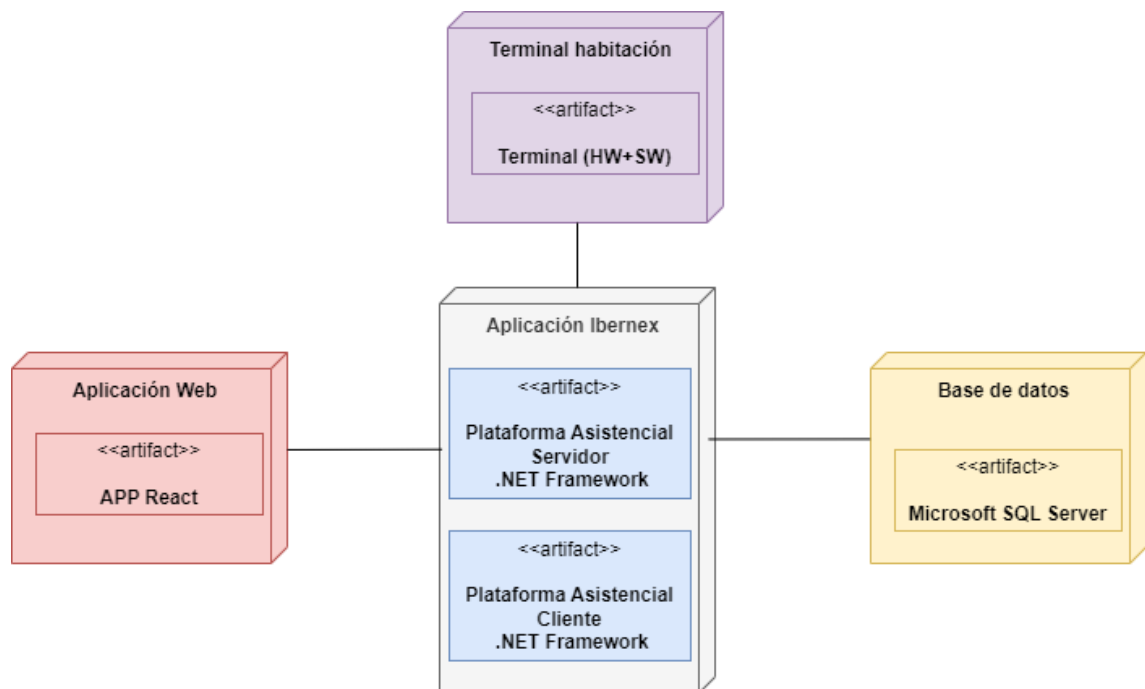 Terminal habitación
<<artifact>>
Terminal (HW+SW)
Aplicación Ibernex
<<artifact>>
Plataforma Asistencial
Servidor
.NET Framework
<<artifact>>
Plataforma Asistencial
Cliente
.NET Framework
Aplicación Web
<<artifact>>
APP React
Base de datos
<<artifact>>
Microsoft SQL Server